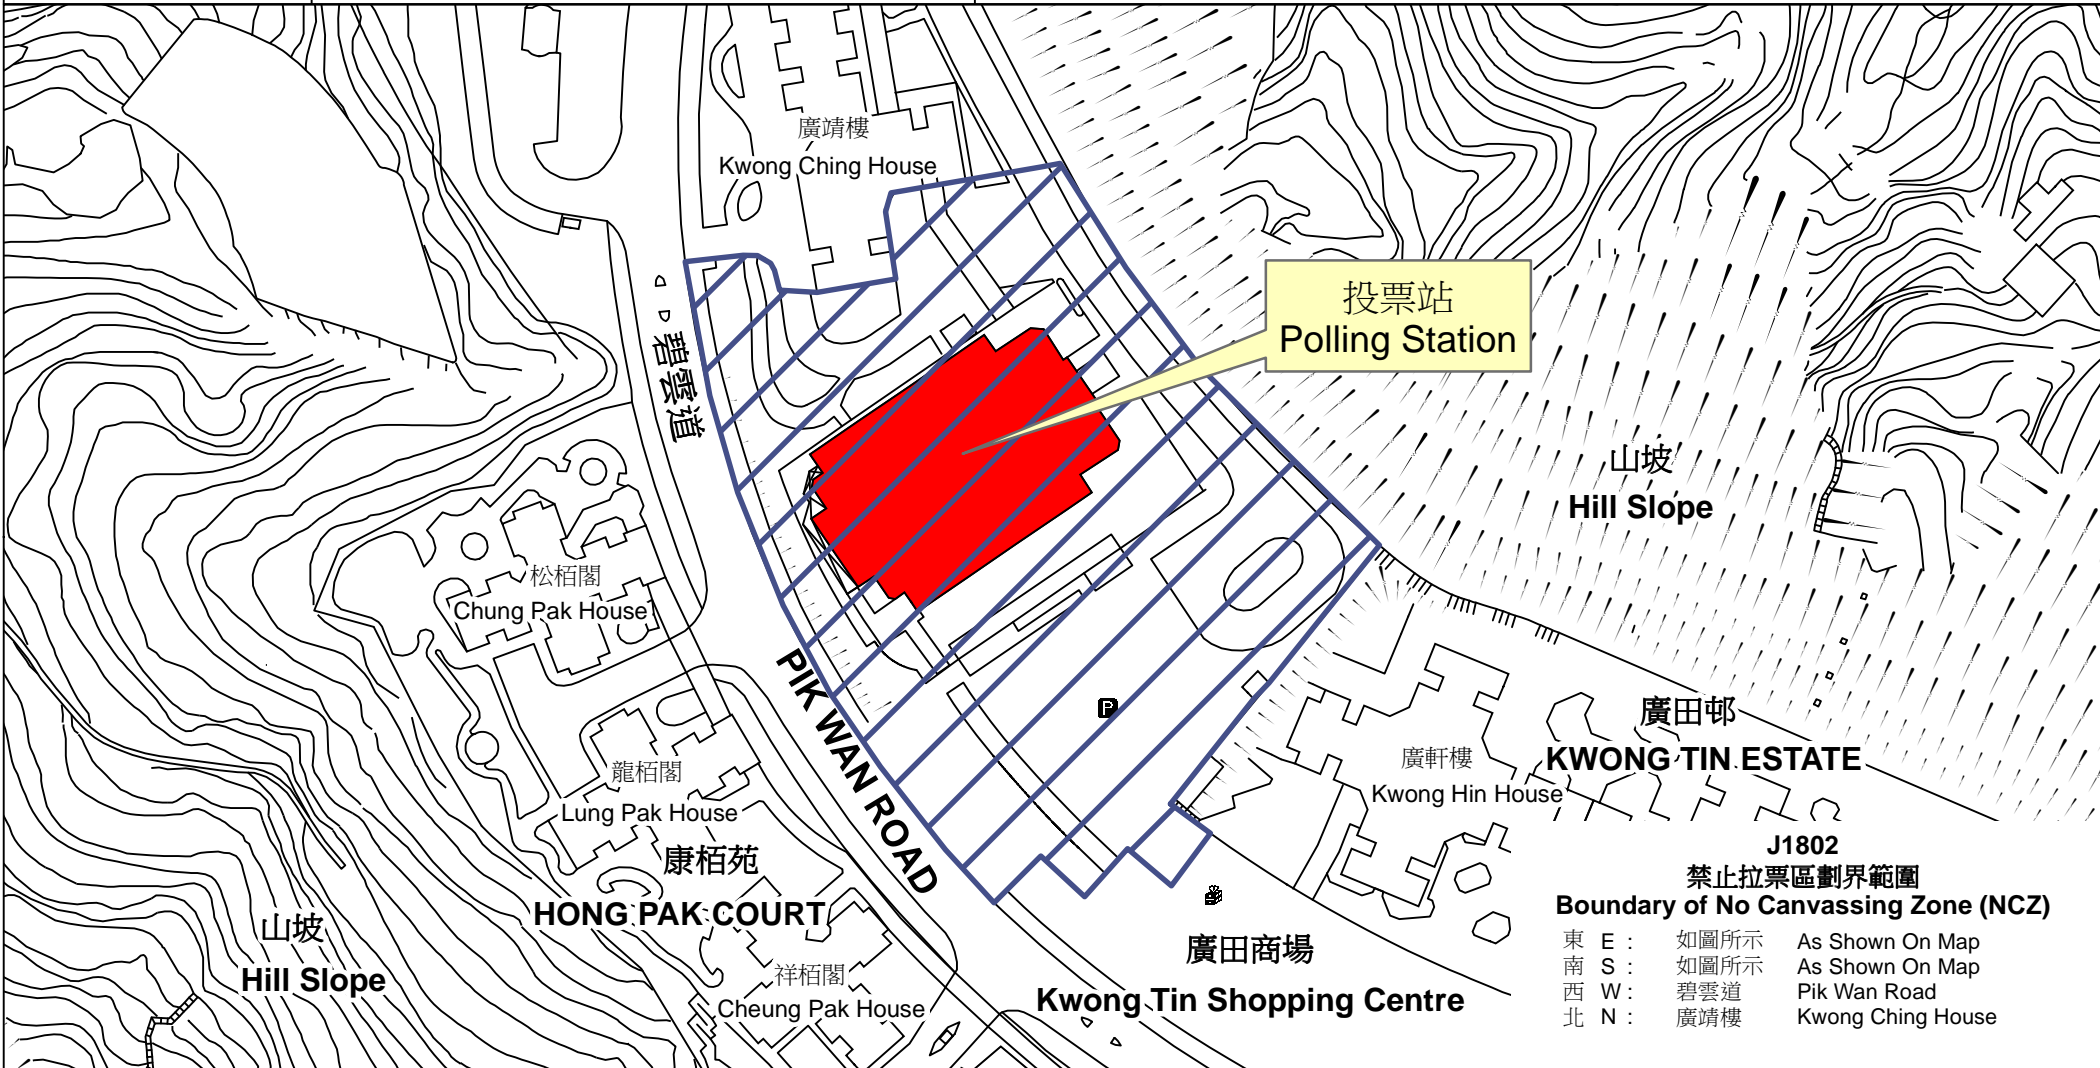 廣靖樓
Kwong Ching House
投票站
Polling Station
碧雲道
山坡
Hill Slope
松栢閣
Chung Pak House
PIK WAN ROAD
P
廣田邨
KWONG TIN ESTATE
龍栢閣
Lung Pak House
廣軒樓
Kwong Hin House
康栢苑
HONG PAK COURT
山坡
Hill Slope
祥栢閣
Cheung Pak House
廣田商場
Kwong Tin Shopping Centre
J1802
禁止拉票區劃界範圍
Boundary of No Canvassing Zone (NCZ)
東 E : 如圖所示 As Shown On Map
南 S : 如圖所示 As Shown On Map
西 W : 碧雲道 Pik Wan Road
北 N : 廣靖樓 Kwong Ching House